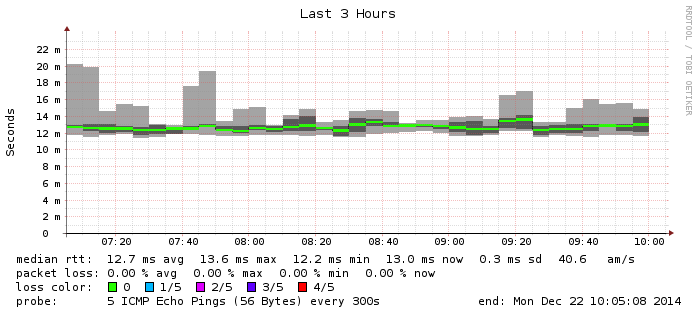 Last 3 Hours
RRDTOOL / TOBI OETIKER
Seconds
22 m
20 m
18 m
16 m
14 m
12 m
10 m
8 m
6 m
4 m
2 m
0
07:20 07:40 08:00 08:20 08:40 09:00 09:20 09:40 10:00
median rtt: 12.7 ms avg 13.6 ms max 12.2 ms min 13.0 ms now 0.3 ms sd 40.6 am/s
packet loss: 0.00 % avg 0.00 % max 0.00 % min 0.00 % now
loss color: 0 1/5 2/5 3/5 4/5
probe: 5 ICMP Echo Pings (56 Bytes) every 300s end: Mon Dec 22 10:05:08 2014